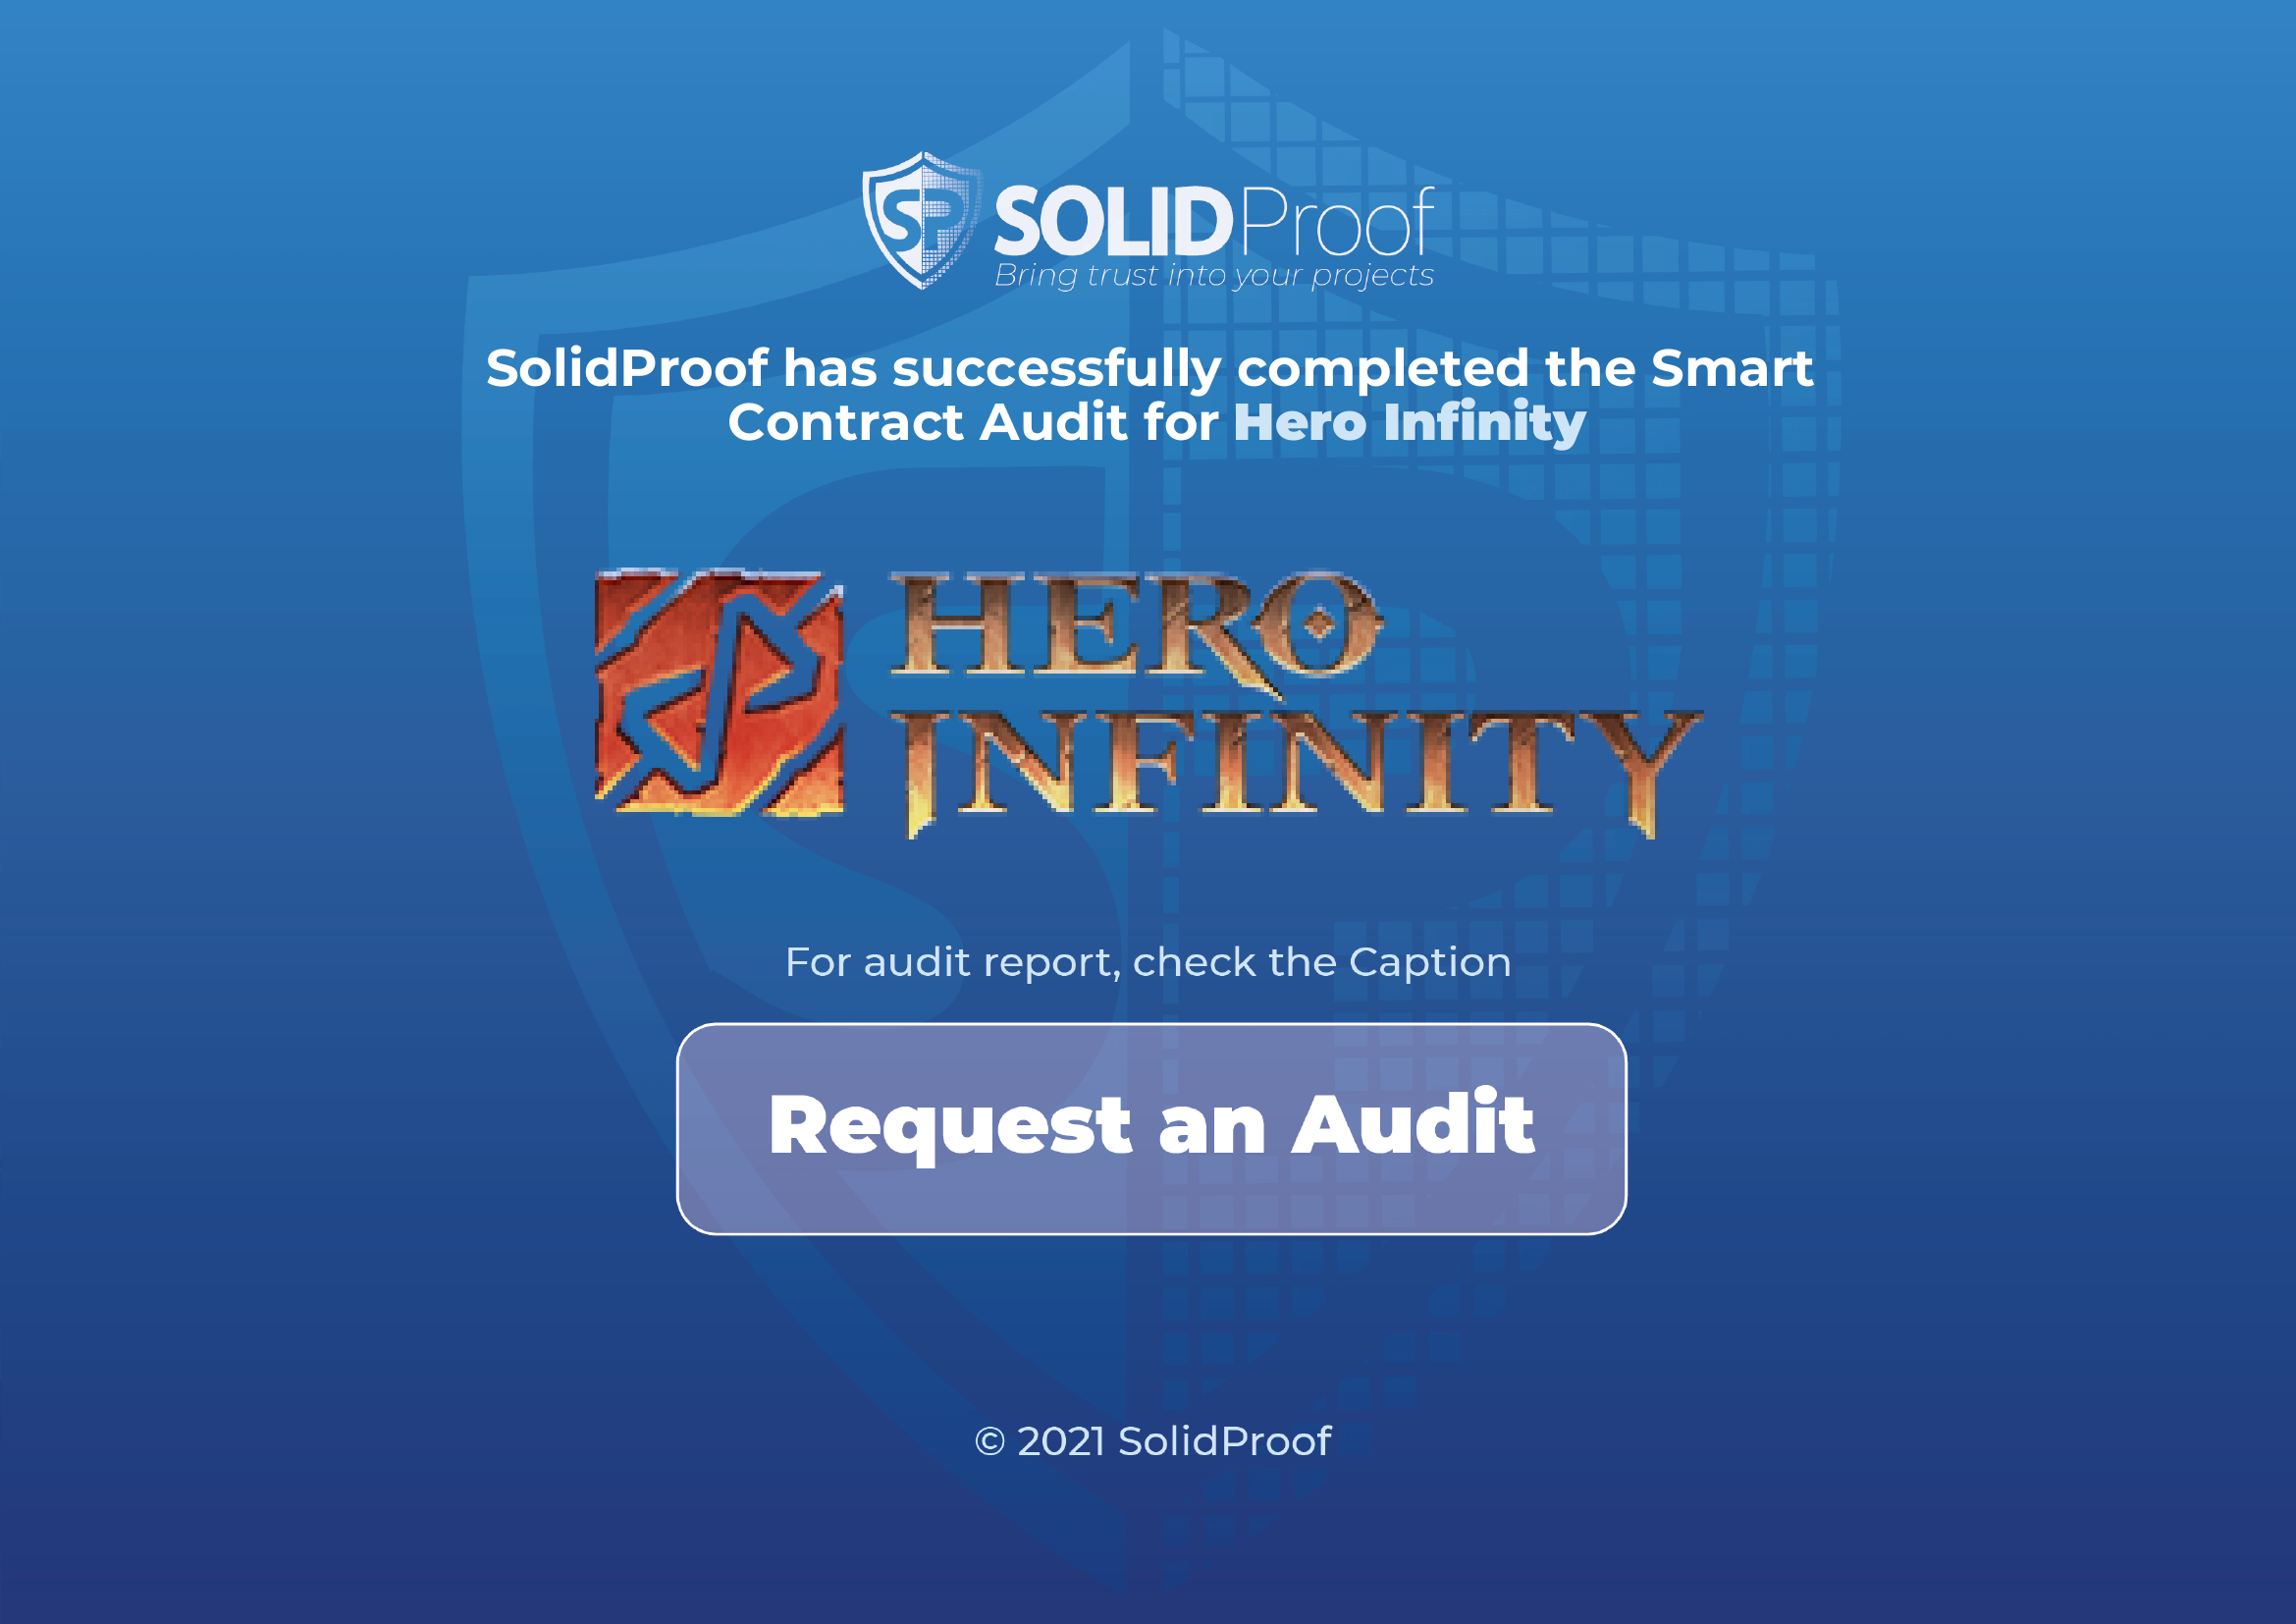 SP SOLIDProof
Bring trust into your projects
SolidProof has successfully completed the Smart
Contract Audit for Hero Infinity
HERO
INFINITY
For audit report, check the Caption
Request an Audit
© 2021 SolidProof